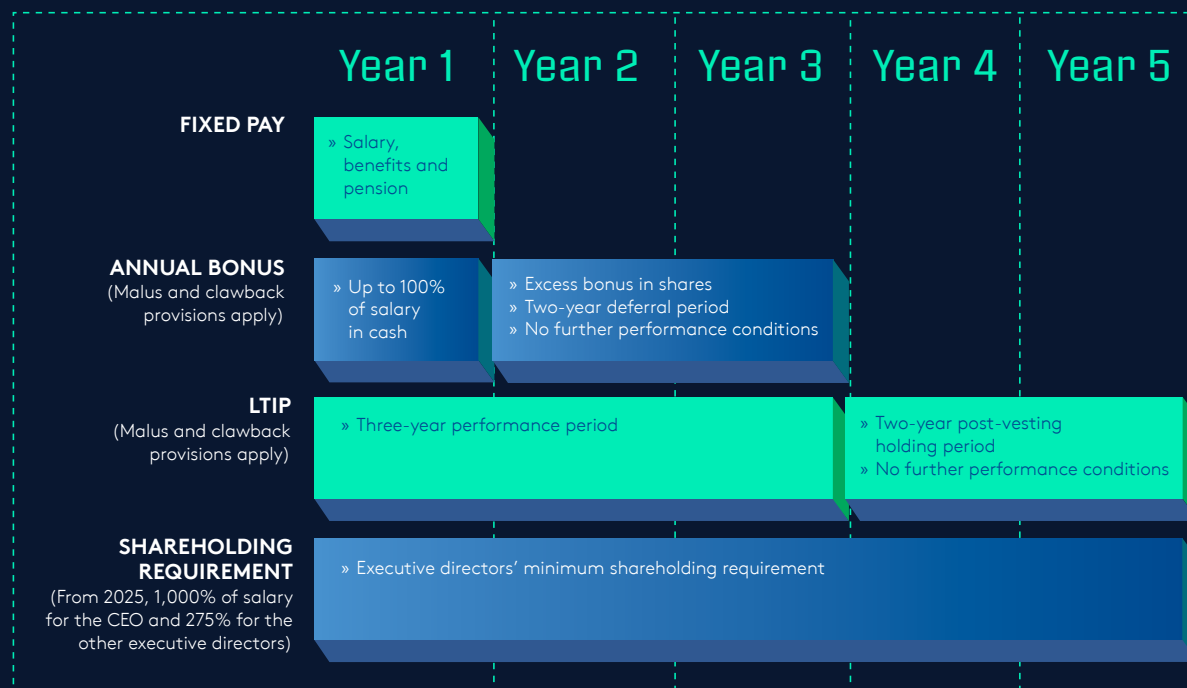 Year 1 Year 2 Year 3 Year 4 Year 5
FIXED PAY
» Salary,
benefits and
pension
ANNUAL BONUS
(Malus and clawback
provisions apply)
» Up to 100%
of salary
in cash
» Excess bonus in shares
» Two-year deferral period
» No further performance conditions
LTIP
(Malus and clawback
provisions apply)
» Three-year performance period
» Two-year post-vesting
holding period
» No further performance conditions
SHAREHOLDING
REQUIREMENT
(From 2025, 1,000% of salary
for the CEO and 275% for the
other executive directors)
» Executive directors’ minimum shareholding requirement